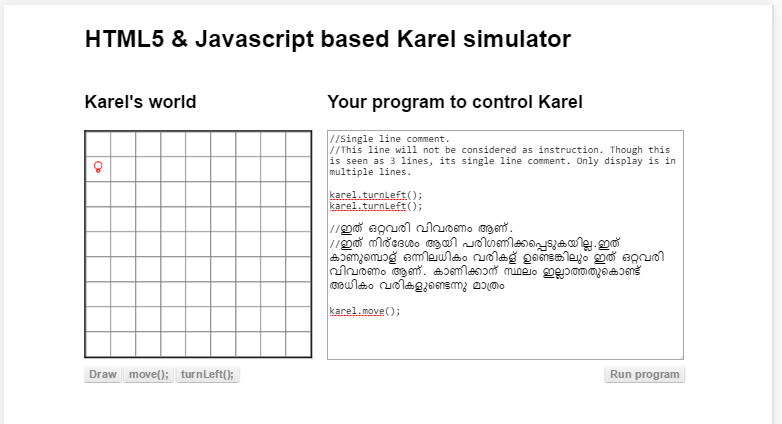 HTML5 & Javascript based Karel simulator
Karel's world
Your program to control Karel
//Single line comment.
//This line will not be considered as instruction. Though this
is seen as 3 lines, its single line comment. Only display is in
multiple lines.
karel.turnLeft();
karel.turnLeft();
//ഇത് ഒറ്റവരി വിവരണം ആണ്.
//ഇത് നിര്ദേശം ആയി പരിഗണിക്കപ്പെടുകയില്ല.ഇത്
കാണുമ്പോള് ഒന്നിലധികം വരികള് ഉണ്ടെങ്കിലും ഇത് ഒറ്റവരി
വിവരണം ആണ്. കാണിക്കാന് സ്ഥലം ഇല്ലാത്തതുകൊണ്ട്
അധികം വരികളുണ്ടെന്നു മാത്രം
karel.move();
Draw move(); turnLeft(); Run program